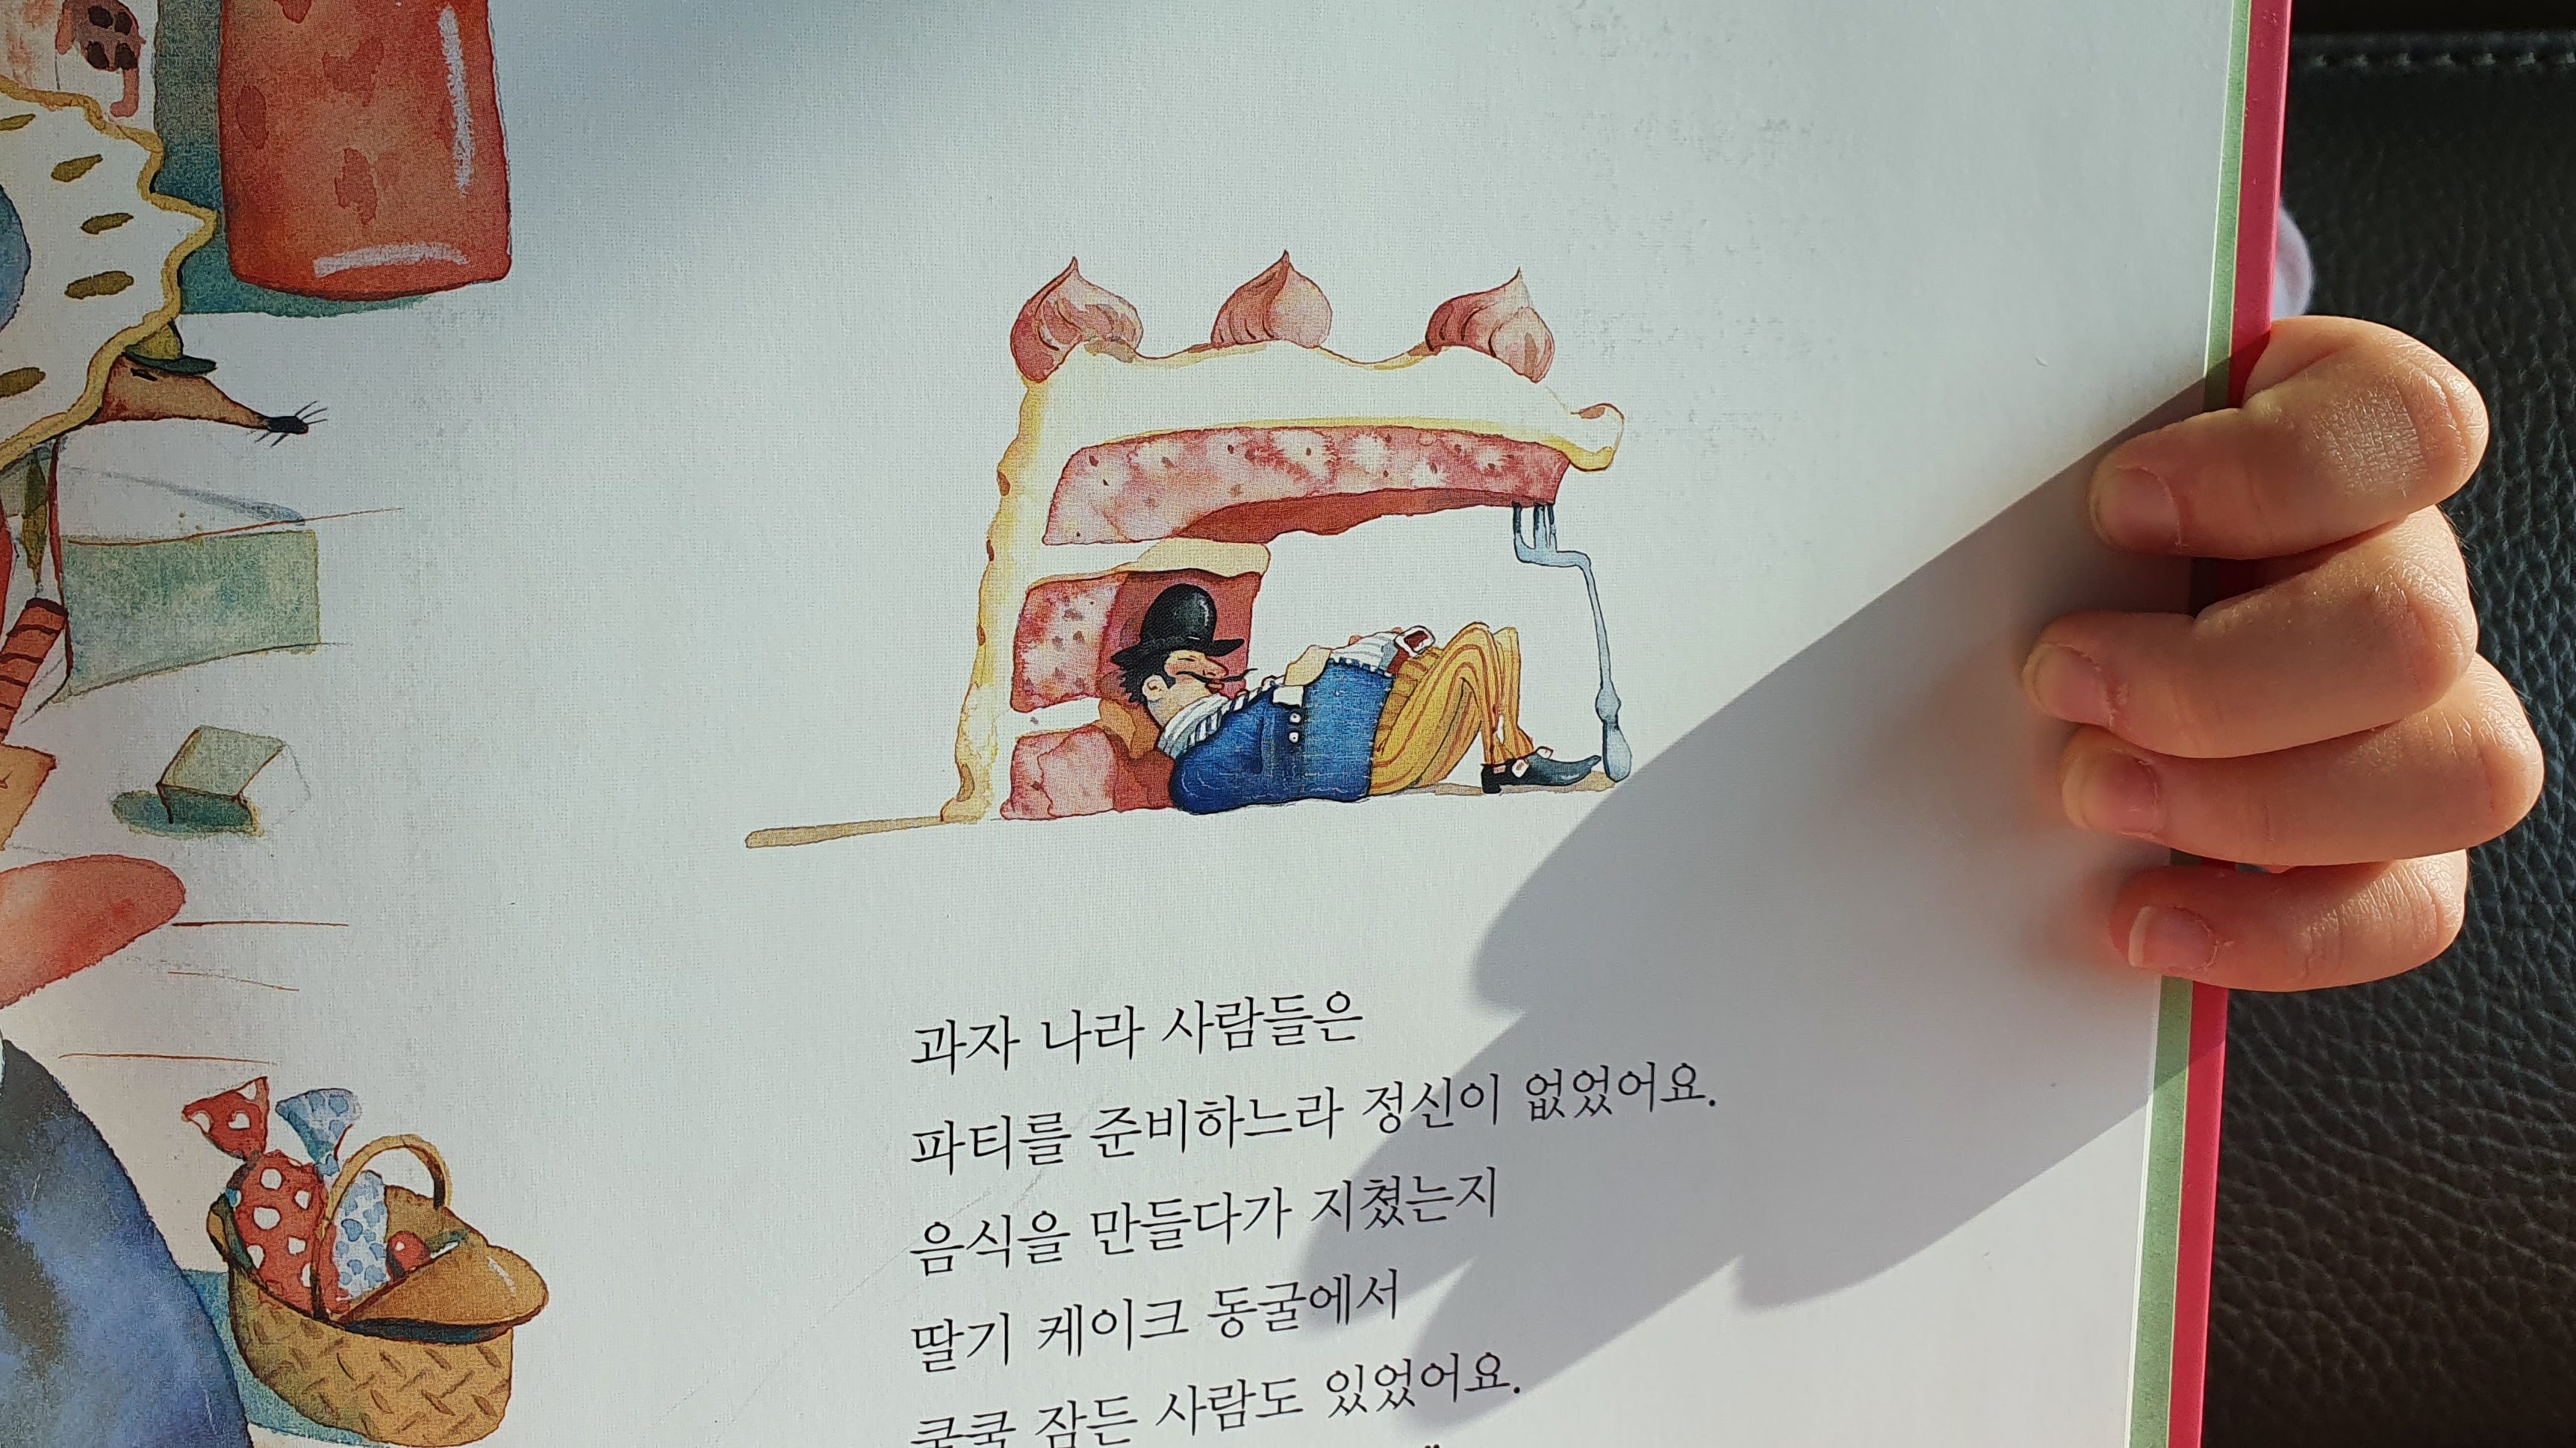 과자 나라 사람들은
파티를 준비하느라 정신이 없었어요.
음식을 만들다가 지쳤는지
딸기 케이크 동굴에서
쿨쿨 잠든 사람도 있었어요.